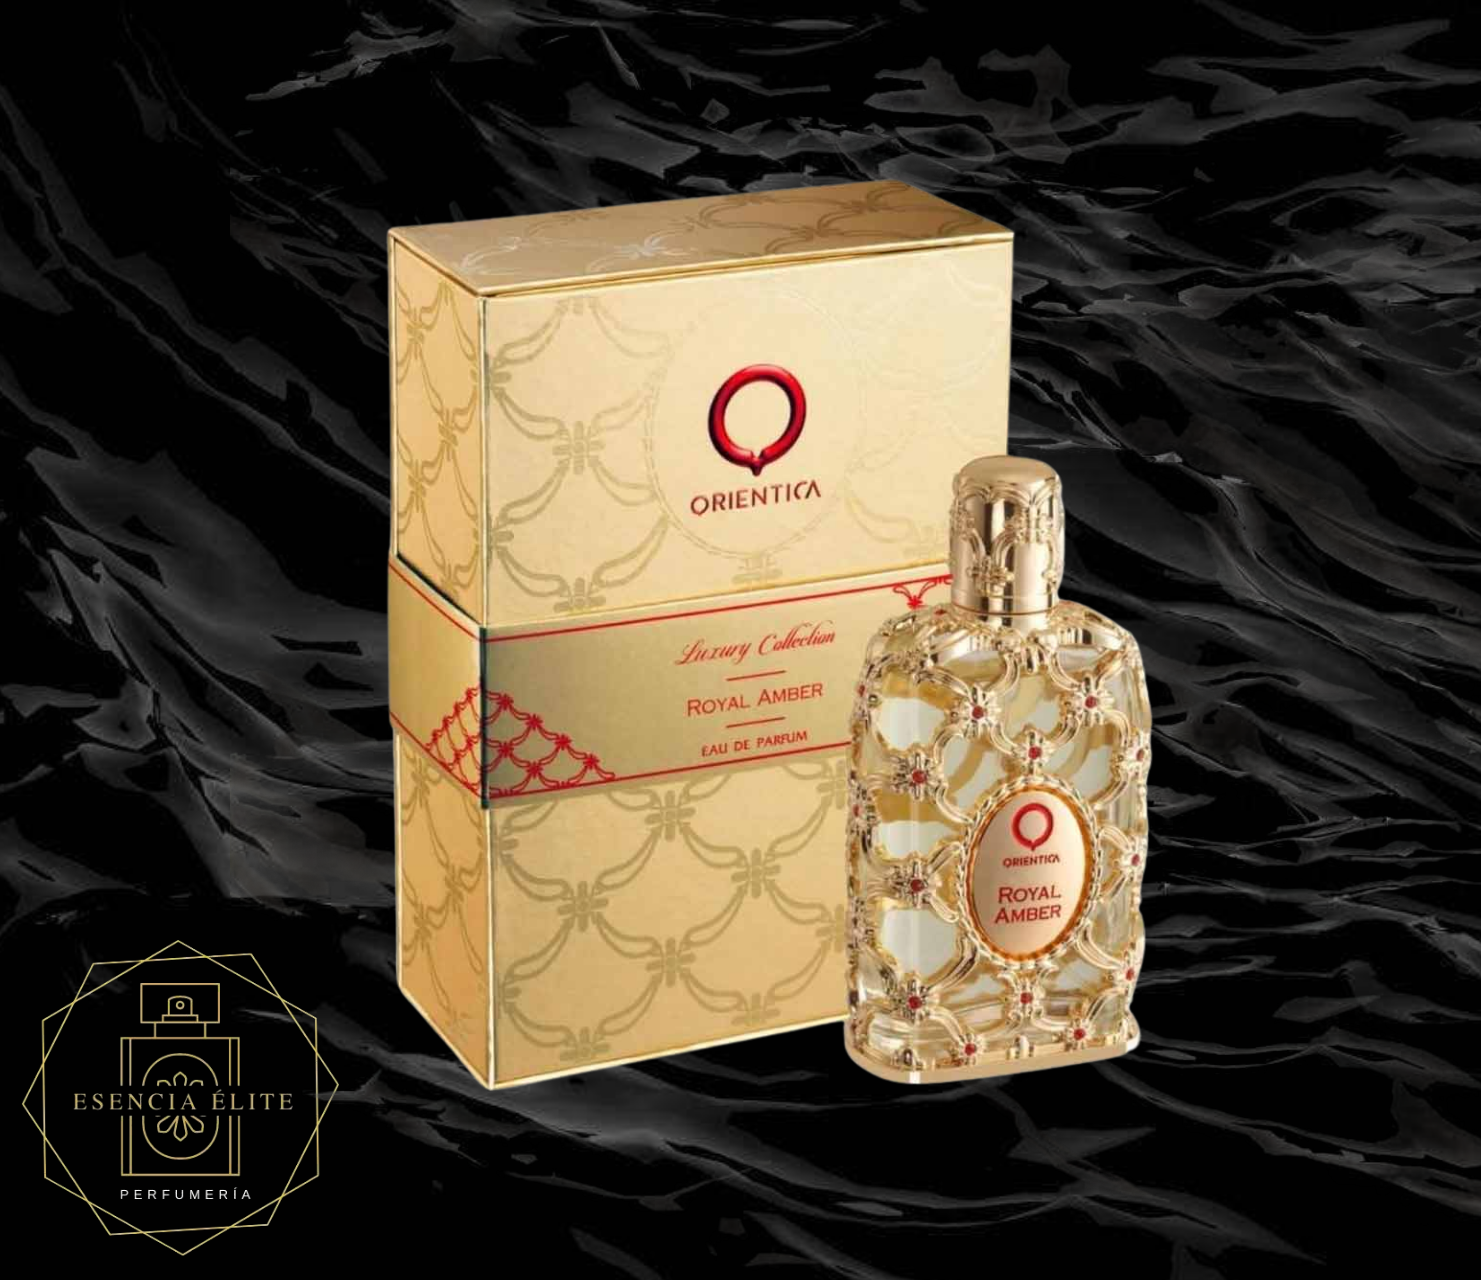 ORIENTICA
Luxury Collection
ROYAL AMBER
EAU DE PARFUM
ORIENTICA
ROYAL
AMBER
ESENCIA ÉLITE
PERFUMERÍA